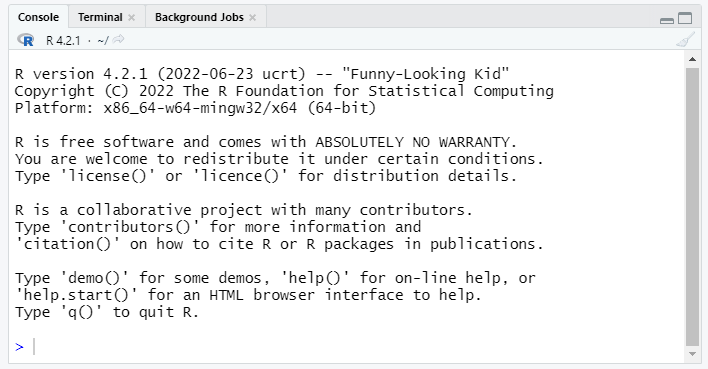 Console Terminal × Background Jobs ×
R R 4.2.1 · ~/
R version 4.2.1 (2022-06-23 ucrt) -- "Funny-Looking Kid"
Copyright (C) 2022 The R Foundation for Statistical Computing
Platform: x86_64-w64-mingw32/x64 (64-bit)
R is free software and comes with ABSOLUTELY NO WARRANTY.
You are welcome to redistribute it under certain conditions.
Type 'license()' or 'licence()' for distribution details.
R is a collaborative project with many contributors.
Type 'contributors()' for more information and
'citation()' on how to cite R or R packages in publications.
Type 'demo()' for some demos, 'help()' for on-line help, or
'help.start()' for an HTML browser interface to help.
Type 'q()' to quit R.
>